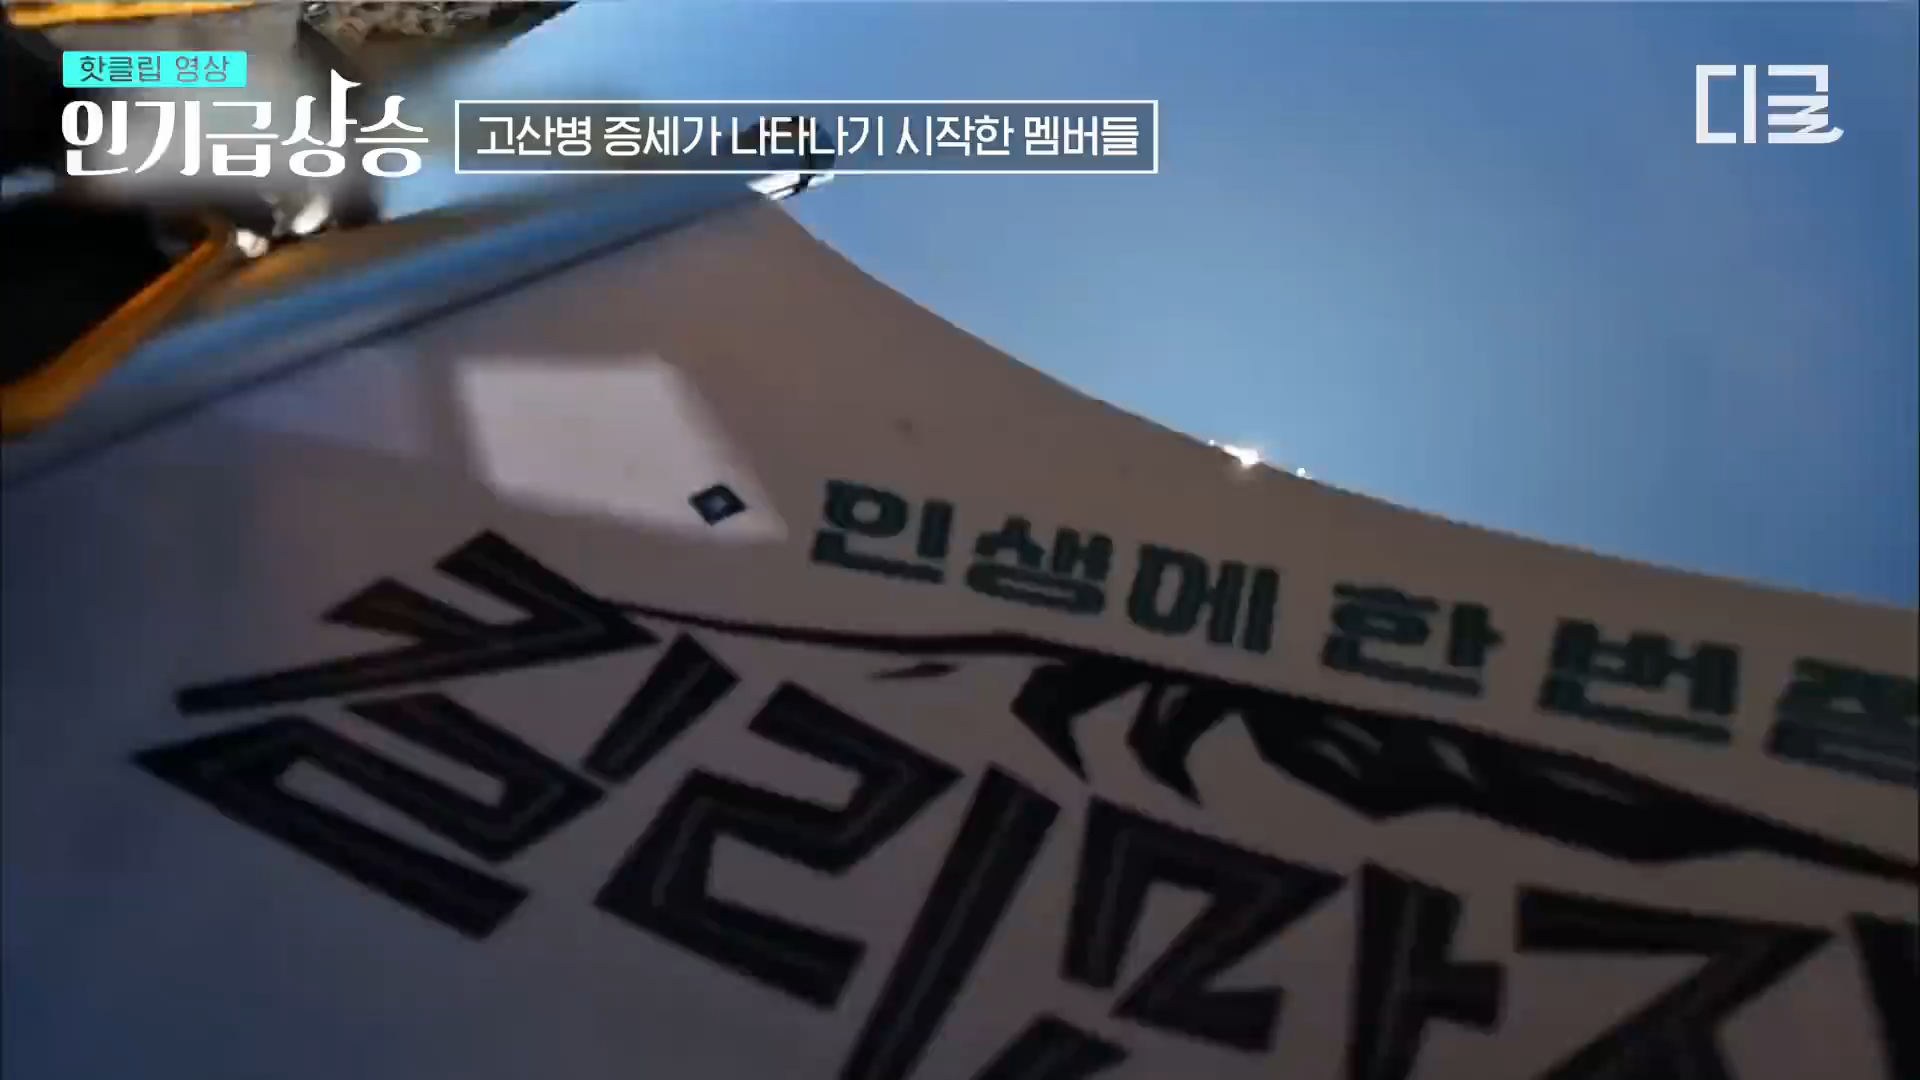 핫클립 영상
인기급상승
고산병 증세가 나타나기 시작한 멤버들
디글
인생에 한번쯤
킬리만자